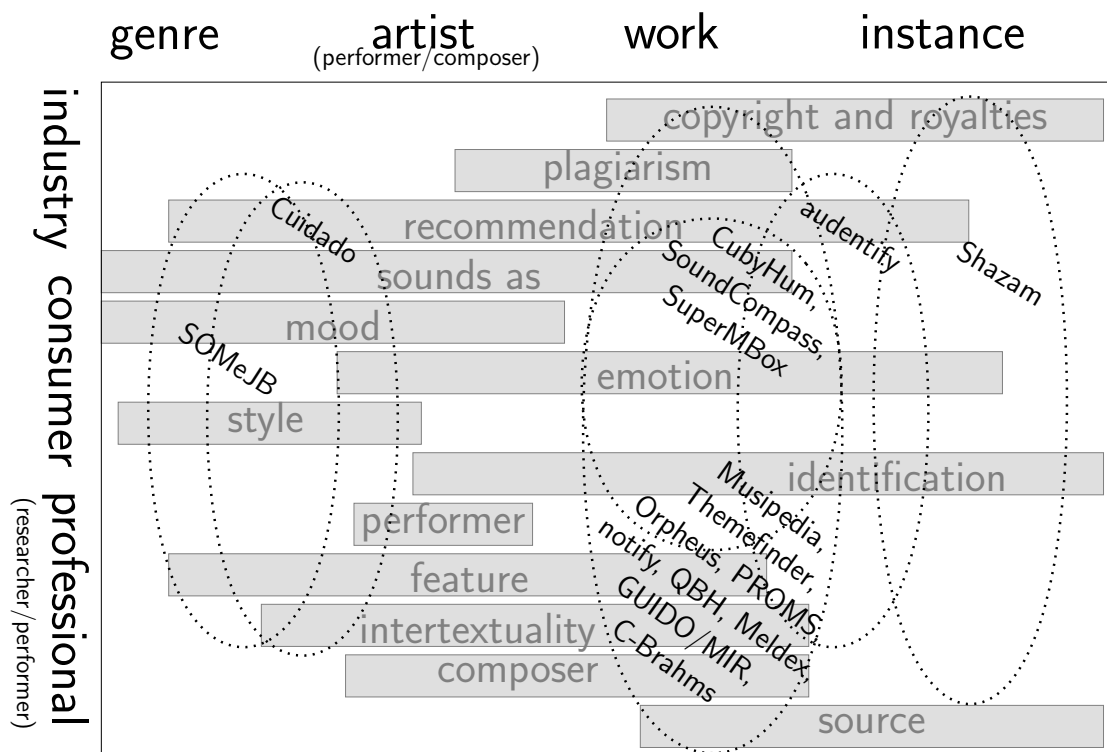 genre artist work instance
(performer/composer)
industry
consumer
professional
(researcher/performer)
copyright and royalties
plagiarism
recommendation
sounds as
mood
emotion
style
identification
performer
feature
intertextuality
composer
source
Cuidado
SOMeJB
CubyHum,
SoundCompass,
SuperMBox
audentify
Shazam
Musipedia,
Themefinder,
Orpheus, PROMS,
notify, QBH, Meldex,
GUIDO/MIR,
C-Brahms